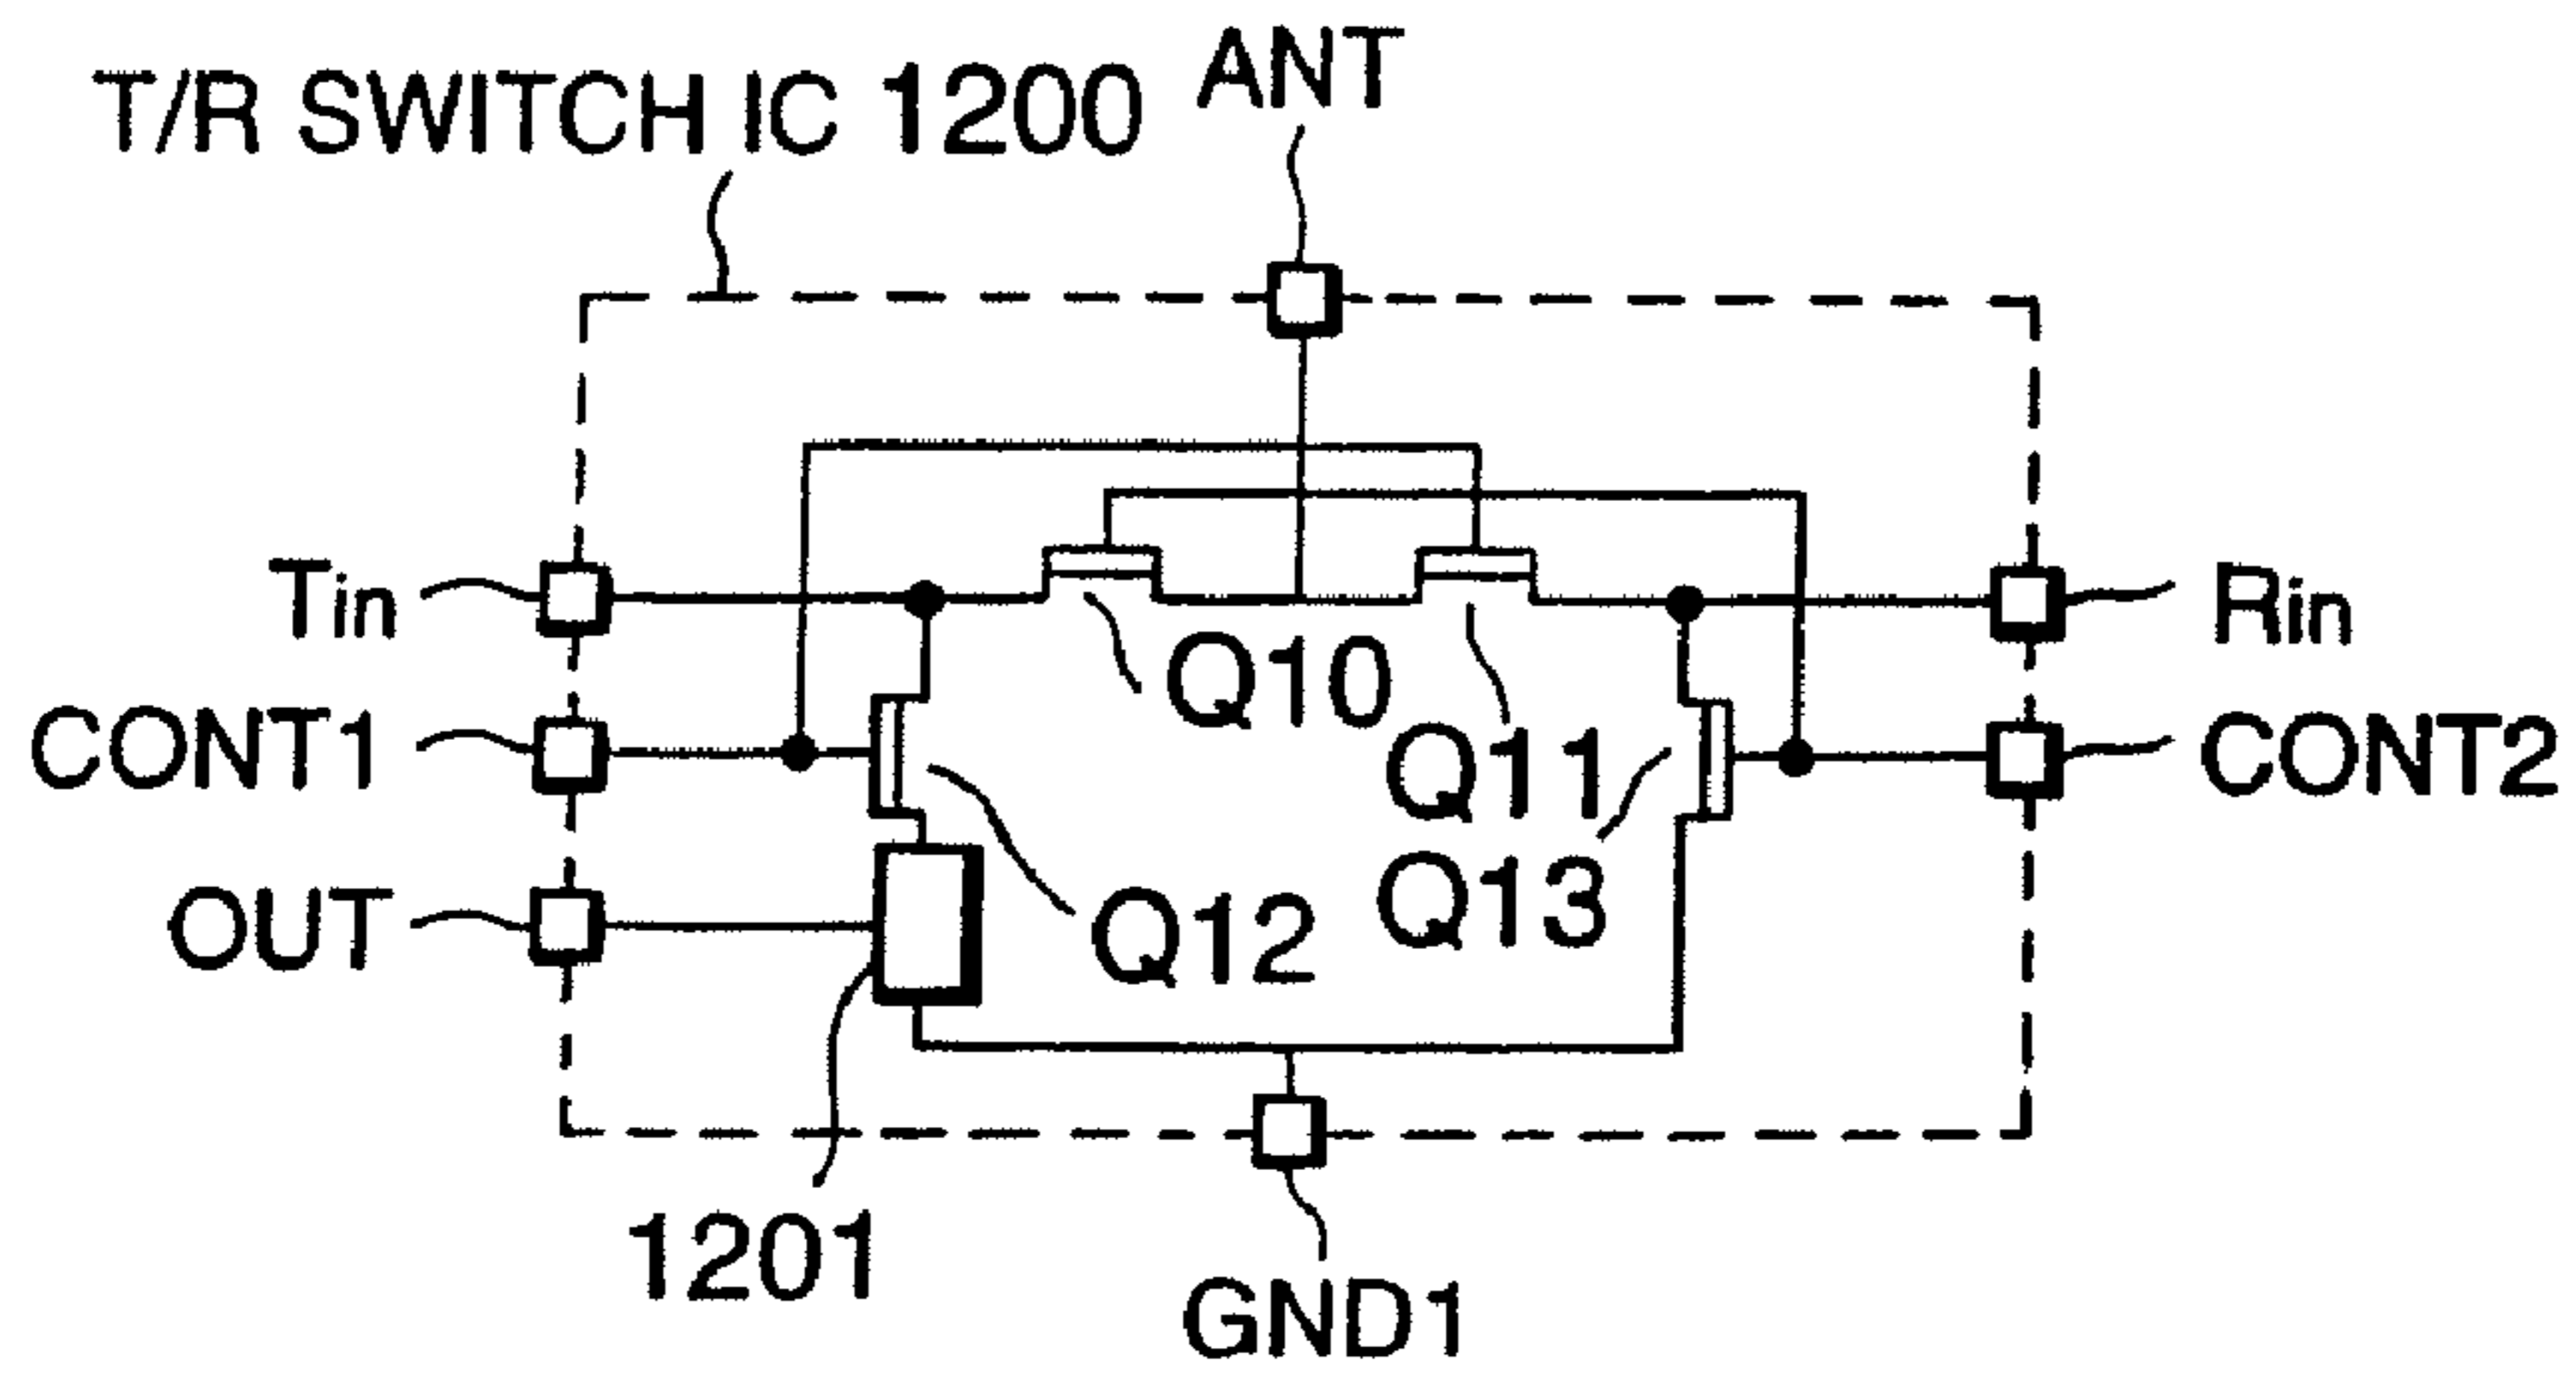 T/R SWITCH IC 1200
ANT
Tin
Rin
Q10
CONT1
Q11
CONT2
OUT
Q12
Q13
1201
GND1